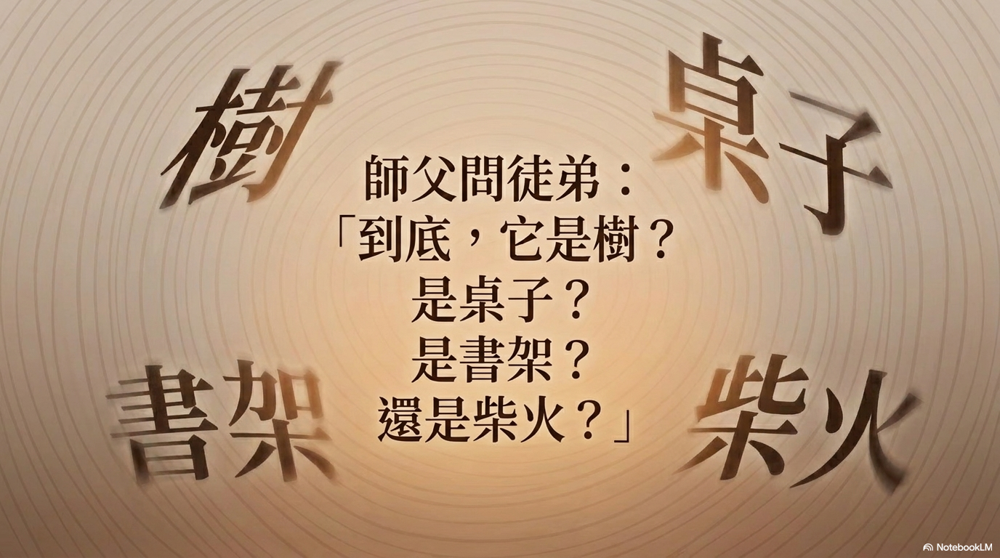 樹
桌子
師父問徒弟：
「到底，它是樹？
是桌子？
是書架？
還是柴火？」
書架
柴火
NotebookLM